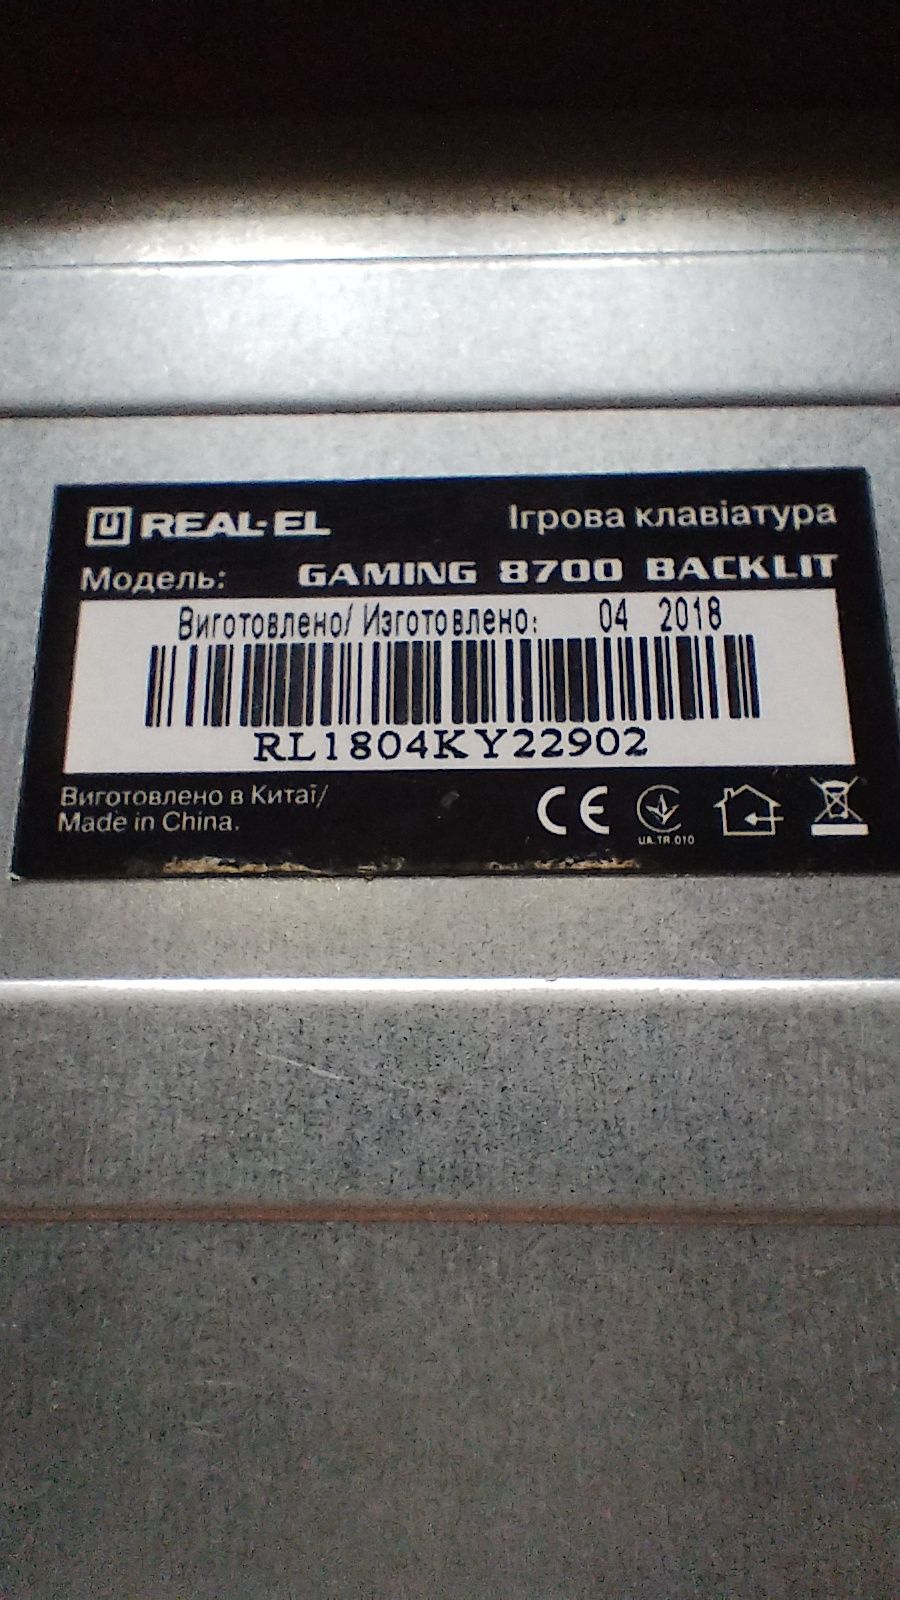 REAL-EL
Ігрова клавіатура
Модель: GAMING 8700 BACKLIT
Виготовлено/ Изготовлено: 04 2018
RL1804KY22902
Виготовлено в Китаї/
Made in China.
CE
UA.TR.010